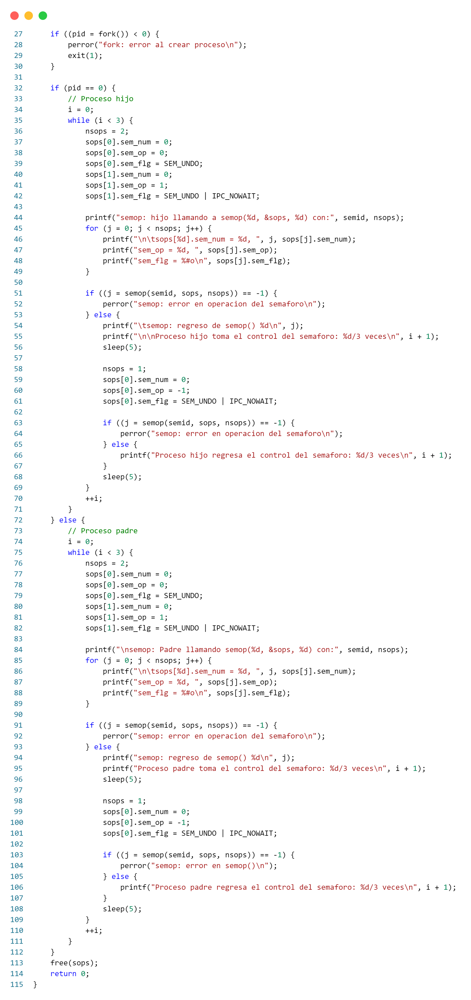 27      if ((pid = fork()) < 0) {
28          perror("fork: error al crear proceso\n");
29          exit(1);
30      }
31
32      if (pid == 0) {
33          // Proceso hijo
34          i = 0;
35          while (i < 3) {
36              nsops = 2;
37              sops[0].sem_num = 0;
38              sops[0].sem_op = 0;
39              sops[0].sem_flg = SEM_UNDO;
40              sops[1].sem_num = 0;
41              sops[1].sem_op = 1;
42              sops[1].sem_flg = SEM_UNDO | IPC_NOWAIT;
43
44              printf("semop: hijo llamando a semop(%d, &sops, %d) con:", semid, nsops);
45              for (j = 0; j < nsops; j++) {
46                  printf("\n\tsops[%d].sem_num = %d, ", j, sops[j].sem_num);
47                  printf("sem_op = %d, ", sops[j].sem_op);
48                  printf("sem_flg = %#o\n", sops[j].sem_flg);
49              }
50
51              if ((j = semop(semid, sops, nsops)) == -1) {
52                  perror("semop: error en operacion del semaforo\n");
53              } else {
54                  printf("\tsemop: regreso de semop() %d\n", j);
55                  printf("\n\nProceso hijo toma el control del semaforo: %d/3 veces\n", i + 1);
56                  sleep(5);
57
58                  nsops = 1;
59                  sops[0].sem_num = 0;
60                  sops[0].sem_op = -1;
61                  sops[0].sem_flg = SEM_UNDO | IPC_NOWAIT;
62
63                  if ((j = semop(semid, sops, nsops)) == -1) {
64                      perror("semop: error en operacion del semaforo\n");
65                  } else {
66                      printf("Proceso hijo regresa el control del semaforo: %d/3 veces\n", i + 1);
67                  }
68                  sleep(5);
69              }
70              ++i;
71          }
72      } else {
73          // Proceso padre
74          i = 0;
75          while (i < 3) {
76              nsops = 2;
77              sops[0].sem_num = 0;
78              sops[0].sem_op = 0;
79              sops[0].sem_flg = SEM_UNDO;
80              sops[1].sem_num = 0;
81              sops[1].sem_op = 1;
82              sops[1].sem_flg = SEM_UNDO | IPC_NOWAIT;
83
84              printf("\nsemop: Padre llamando semop(%d, &sops, %d) con:", semid, nsops);
85              for (j = 0; j < nsops; j++) {
86                  printf("\n\tsops[%d].sem_num = %d, ", j, sops[j].sem_num);
87                  printf("sem_op = %d, ", sops[j].sem_op);
88                  printf("sem_flg = %#o\n", sops[j].sem_flg);
89              }
90
91              if ((j = semop(semid, sops, nsops)) == -1) {
92                  perror("semop: error en operacion del semaforo\n");
93              } else {
94                  printf("semop: regreso de semop() %d\n", j);
95                  printf("Proceso padre toma el control del semaforo: %d/3 veces\n", i + 1);
96                  sleep(5);
97
98                  nsops = 1;
99                  sops[0].sem_num = 0;
100                 sops[0].sem_op = -1;
101                 sops[0].sem_flg = SEM_UNDO | IPC_NOWAIT;
102
103                 if ((j = semop(semid, sops, nsops)) == -1) {
104                     perror("semop: error en semop()\n");
105                 } else {
106                     printf("Proceso padre regresa el control del semaforo: %d/3 veces\n", i + 1);
107                 }
108                 sleep(5);
109             }
110             ++i;
111         }
112     }
113     free(sops);
114     return 0;
115 }